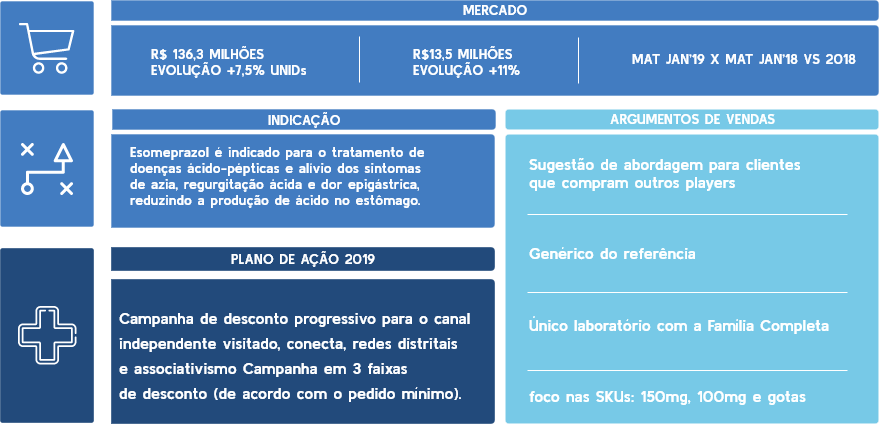 MERCADO
R$ 136,3 MILHÕES
EVOLUÇÃO +7,5% UNIDs
R$13,5 MILHÕES
EVOLUÇÃO +11%
MAT JAN'19 X MAT JAN'18 VS 2018
INDICAÇÃO
Esomeprazol é indicado para o tratamento de
doenças ácido-pépticas e alívio dos sintomas
de azia, regurgitação ácida e dor epigástrica,
reduzindo a produção de ácido no estômago.
PLANO DE AÇÃO 2019
Campanha de desconto progressivo para o canal
independente visitado, conecta, redes distritais
e associativismo Campanha em 3 faixas
de desconto (de acordo com o pedido mínimo).
ARGUMENTOS DE VENDAS
Sugestão de abordagem para clientes
que compram outros players
Genérico do referência
Único laboratório com a Família Completa
foco nas SKUs: 150mg, 100mg e gotas